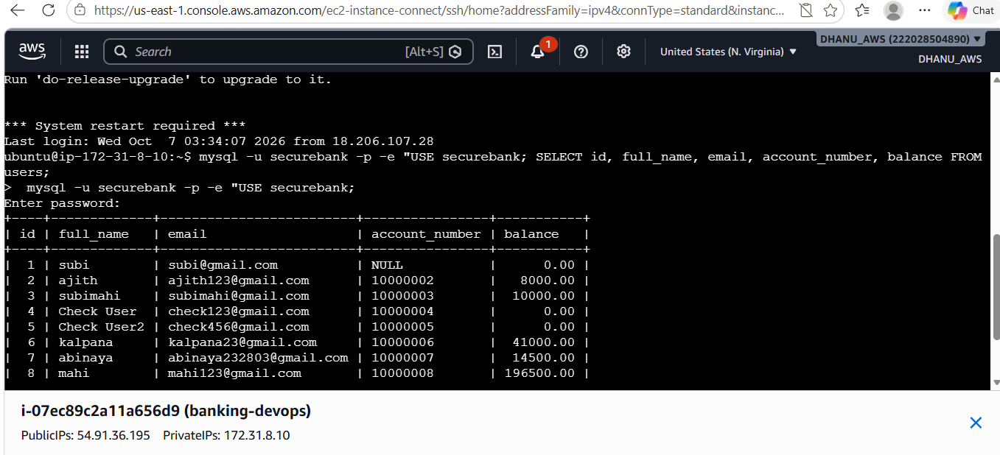 https://us-east-1.console.aws.amazon.com/ec2-instance-connect/ssh/home?addressFamily=ipv4&connType=standard&instanc...
Chat
aws
Search
[Alt+S]
1
United States (N. Virginia)
DHANU_AWS (222028504890)
DHANU_AWS
Run 'do-release-upgrade' to upgrade to it.
*** System restart required ***
Last login: Wed Oct  7 03:34:07 2026 from 18.206.107.28
ubuntu@ip-172-31-8-10:~$ mysql -u securebank -p -e "USE securebank; SELECT id, full_name, email, account_number, balance FROM
users;
>  mysql -u securebank -p -e "USE securebank;
Enter password:
+----+-------------+-------------------------+----------------+-----------+
| id | full_name   | email                   | account_number | balance   |
+----+-------------+-------------------------+----------------+-----------+
|  1 | subi        | subi@gmail.com          | NULL           |      0.00 |
|  2 | ajith       | ajith123@gmail.com      | 10000002       |   8000.00 |
|  3 | subimahi    | subimahi@gmail.com      | 10000003       |  10000.00 |
|  4 | Check User  | check123@gmail.com      | 10000004       |      0.00 |
|  5 | Check User2 | check456@gmail.com      | 10000005       |      0.00 |
|  6 | kalpana     | kalpana23@gmail.com     | 10000006       |  41000.00 |
|  7 | abinaya     | abinaya232803@gmail.com | 10000007       |  14500.00 |
|  8 | mahi        | mahi123@gmail.com       | 10000008       | 196500.00 |
i-07ec89c2a11a656d9 (banking-devops)
PublicIPs: 54.91.36.195    PrivateIPs: 172.31.8.10